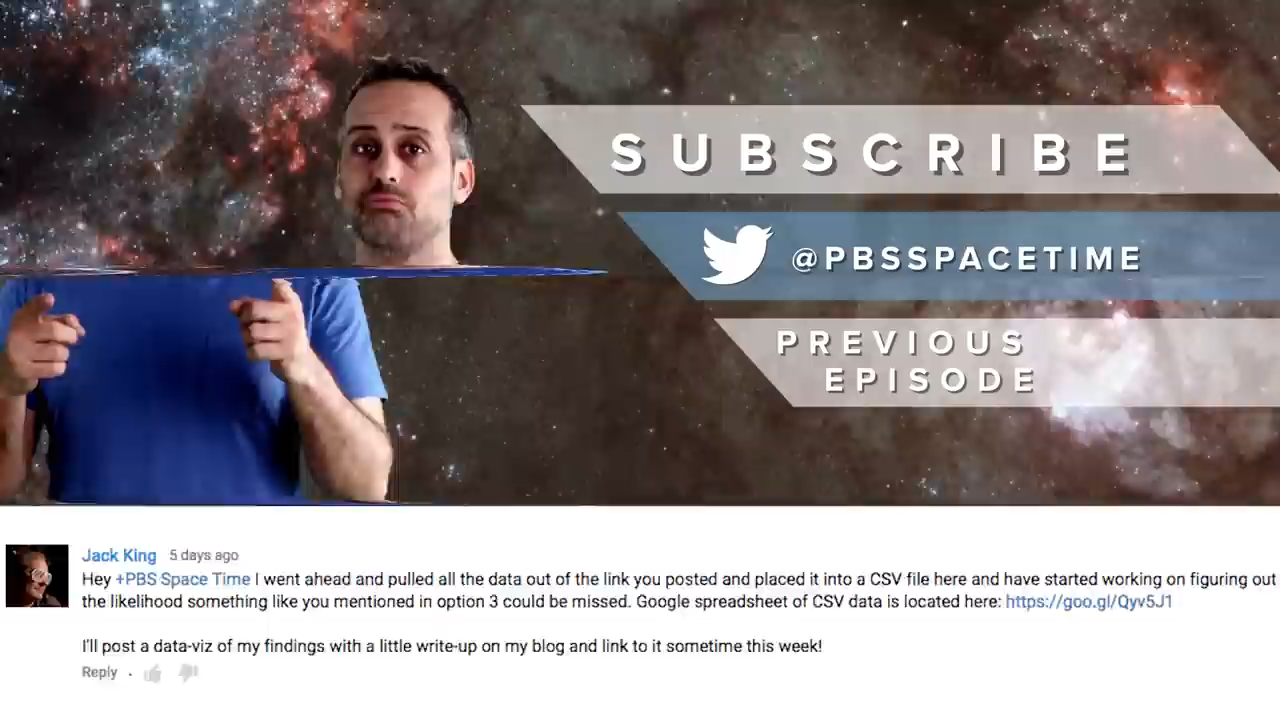 SUBSCRIBE
@PBSSPACETIME
PREVIOUS
EPISODE
Jack King 5 days ago
Hey +PBS Space Time I went ahead and pulled all the data out of the link you posted and placed it into a CSV file here and have started working on figuring out
the likelihood something like you mentioned in option 3 could be missed. Google spreadsheet of CSV data is located here: https://goo.gl/Qyv5J1
I'll post a data-viz of my findings with a little write-up on my blog and link to it sometime this week!
Reply ·